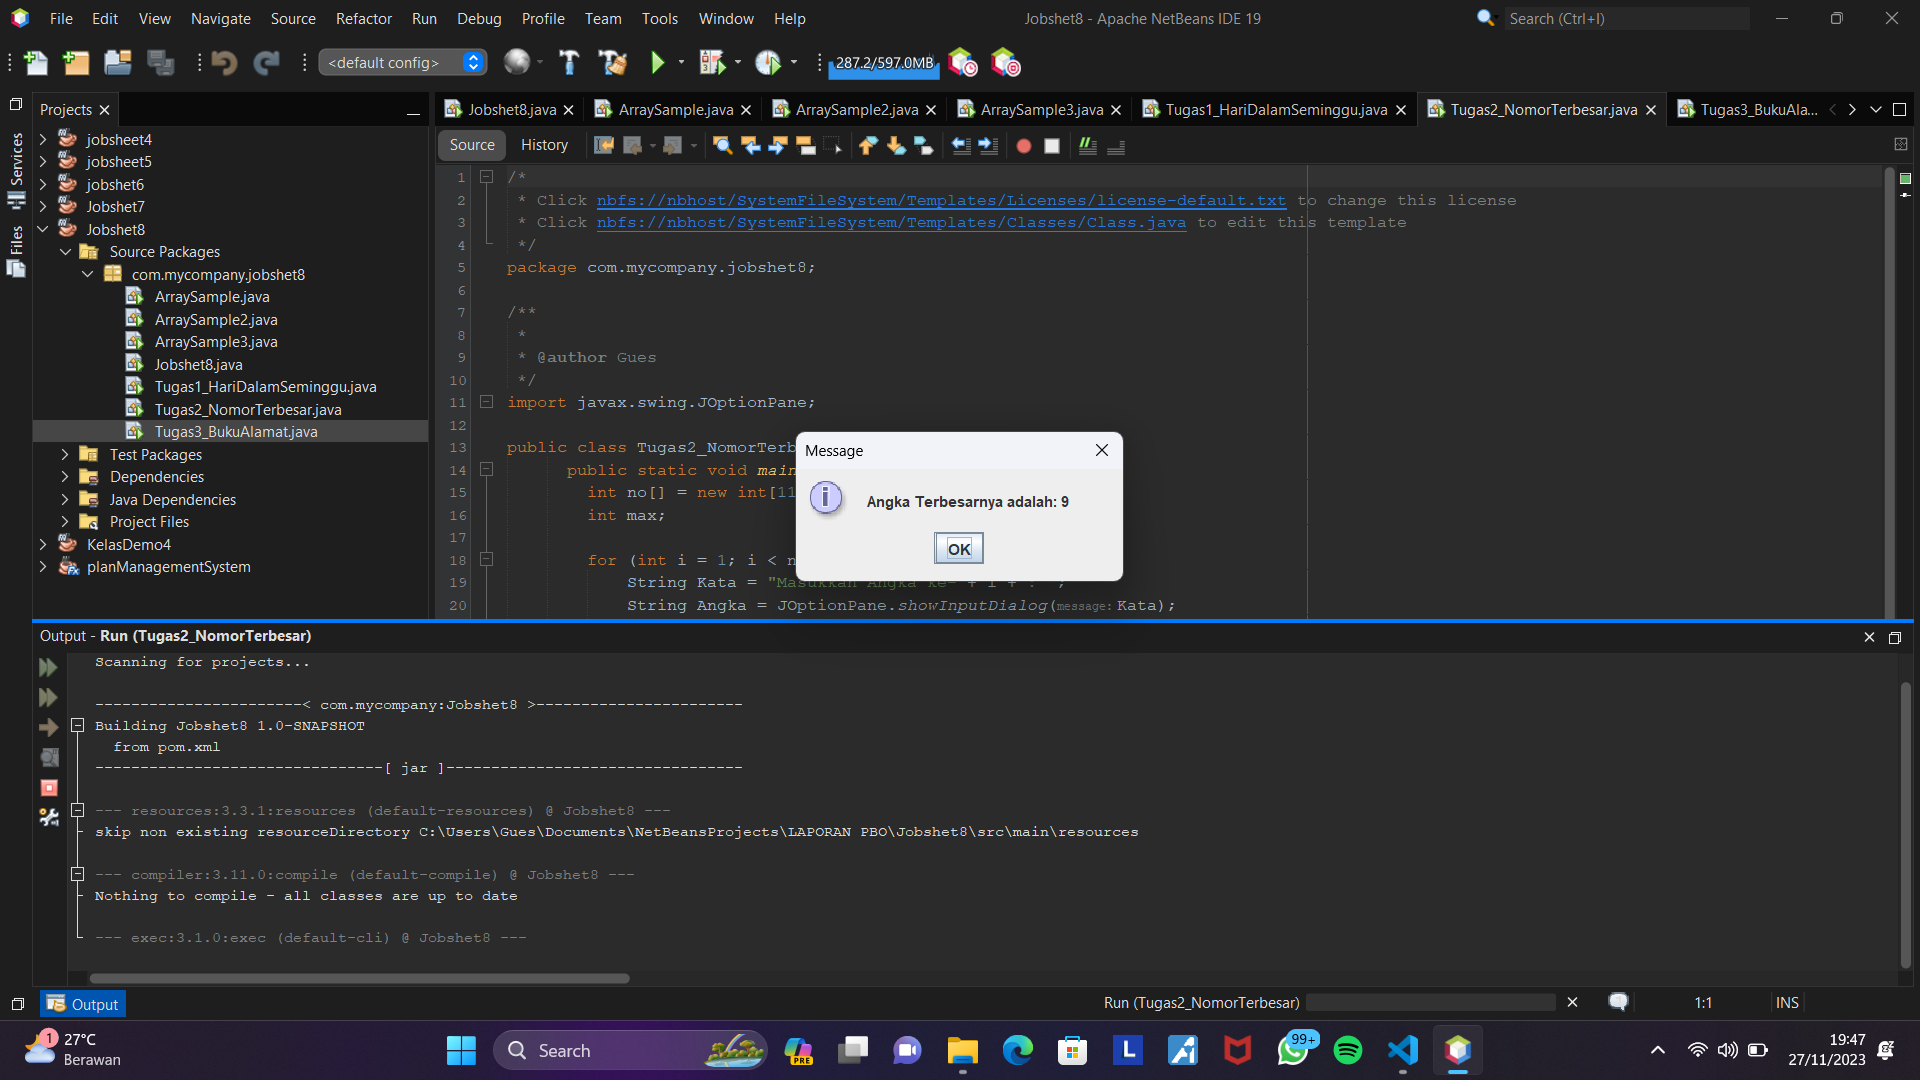 File Edit View Navigate Source Refactor Run Debug Profile Team Tools Window Help
Jobshet8 - Apache NetBeans IDE 19
Search (Ctrl+I)
<default config>
287.2/597.0MB
Projects
Services
Files
jobsheet4
jobsheet5
jobshet6
Jobshet7
Jobshet8
Source Packages
com.mycompany.jobshet8
ArraySample.java
ArraySample2.java
ArraySample3.java
Jobshet8.java
Tugas1_HariDalamSeminggu.java
Tugas2_NomorTerbesar.java
Tugas3_BukuAlamat.java
Test Packages
Dependencies
Java Dependencies
Project Files
KelasDemo4
planManagementSystem
Jobshet8.java ArraySample.java ArraySample2.java ArraySample3.java Tugas1_HariDalamSeminggu.java Tugas2_NomorTerbesar.java Tugas3_BukuAla...
Source History
1 /*
2 * Click nbfs://nbhost/SystemFileSystem/Templates/Licenses/license-default.txt to change this license
3 * Click nbfs://nbhost/SystemFileSystem/Templates/Classes/Class.java to edit this template
4 */
5 package com.mycompany.jobshet8;
6
7 /**
8 *
9 * @author Gues
10 */
11 import javax.swing.JOptionPane;
12
13 public class Tugas2_NomorTerb
14 public static void main
15 int no[] = new int[11
16 int max;
17
18 for (int i = 1; i < n
19 String Kata = "Masukkan Angka ke- + i + : ";
20 String Angka = JOptionPane.showInputDialog(message: Kata);
Message
Angka Terbesarnya adalah: 9
OK
Output - Run (Tugas2_NomorTerbesar)
Scanning for projects...
-----------------------< com.mycompany:Jobshet8 >-----------------------
Building Jobshet8 1.0-SNAPSHOT
from pom.xml
--------------------------------[ jar ]---------------------------------
--- resources:3.3.1:resources (default-resources) @ Jobshet8 ---
skip non existing resourceDirectory C:\Users\Gues\Documents\NetBeansProjects\LAPORAN PBO\Jobshet8\src\main\resources
--- compiler:3.11.0:compile (default-compile) @ Jobshet8 ---
Nothing to compile - all classes are up to date
--- exec:3.1.0:exec (default-cli) @ Jobshet8 ---
Output
Run (Tugas2_NomorTerbesar)
1:1
INS
1
27°C
Berawan
Search
PRE
L
99+
19:47
27/11/2023